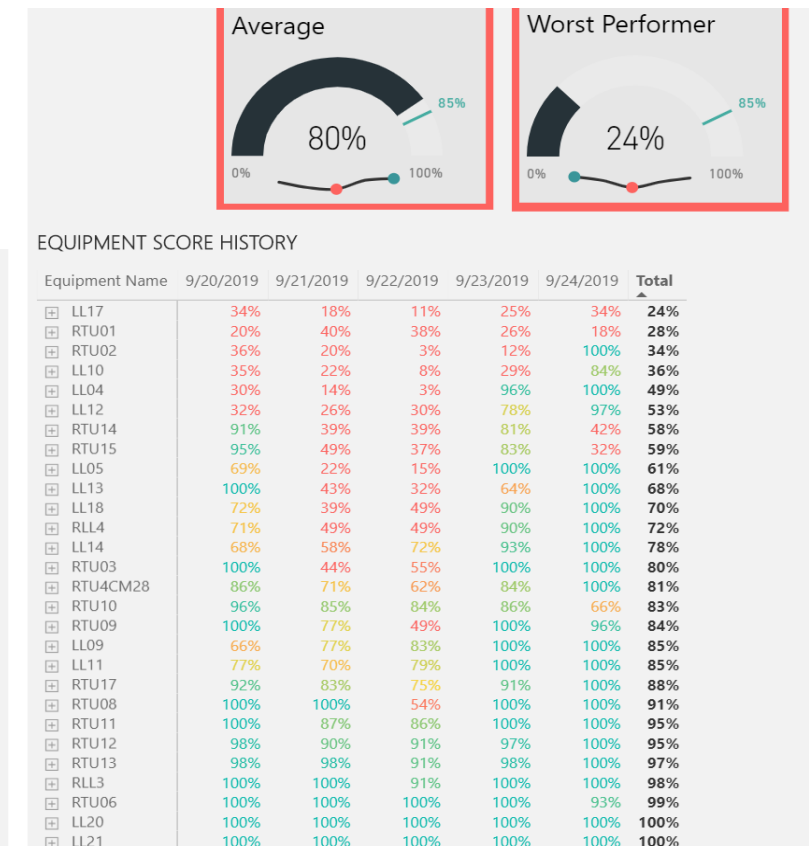 Average
Worst Performer
85%
85%
80%
24%
0%
100%
0%
100%
EQUIPMENT SCORE HISTORY
Equipment Name 9/20/2019 9/21/2019 9/22/2019 9/23/2019 9/24/2019 Total
LL17 34% 18% 11% 25% 34% 24%
RTU01 20% 40% 38% 26% 18% 28%
RTU02 36% 20% 3% 12% 100% 34%
LL10 35% 22% 8% 29% 84% 36%
LL04 30% 14% 3% 96% 100% 49%
LL12 32% 26% 30% 78% 97% 53%
RTU14 91% 39% 39% 81% 42% 58%
RTU15 95% 49% 37% 83% 32% 59%
LL05 69% 22% 15% 100% 100% 61%
LL13 100% 43% 32% 64% 100% 68%
LL18 72% 39% 49% 90% 100% 70%
RLL4 71% 49% 49% 90% 100% 72%
LL14 68% 58% 72% 93% 100% 78%
RTU03 100% 44% 55% 100% 100% 80%
RTU4CM28 86% 71% 62% 84% 100% 81%
RTU10 96% 85% 84% 86% 66% 83%
RTU09 100% 77% 49% 100% 96% 84%
LL09 66% 77% 83% 100% 100% 85%
LL11 77% 70% 79% 100% 100% 85%
RTU17 92% 83% 75% 91% 100% 88%
RTU08 100% 100% 54% 100% 100% 91%
RTU11 100% 87% 86% 100% 100% 95%
RTU12 98% 90% 91% 97% 100% 95%
RTU13 98% 98% 91% 98% 100% 97%
RLL3 100% 100% 91% 100% 100% 98%
RTU06 100% 100% 100% 100% 93% 99%
LL20 100% 100% 100% 100% 100% 100%
LL21 100% 100% 100% 100% 100% 100%